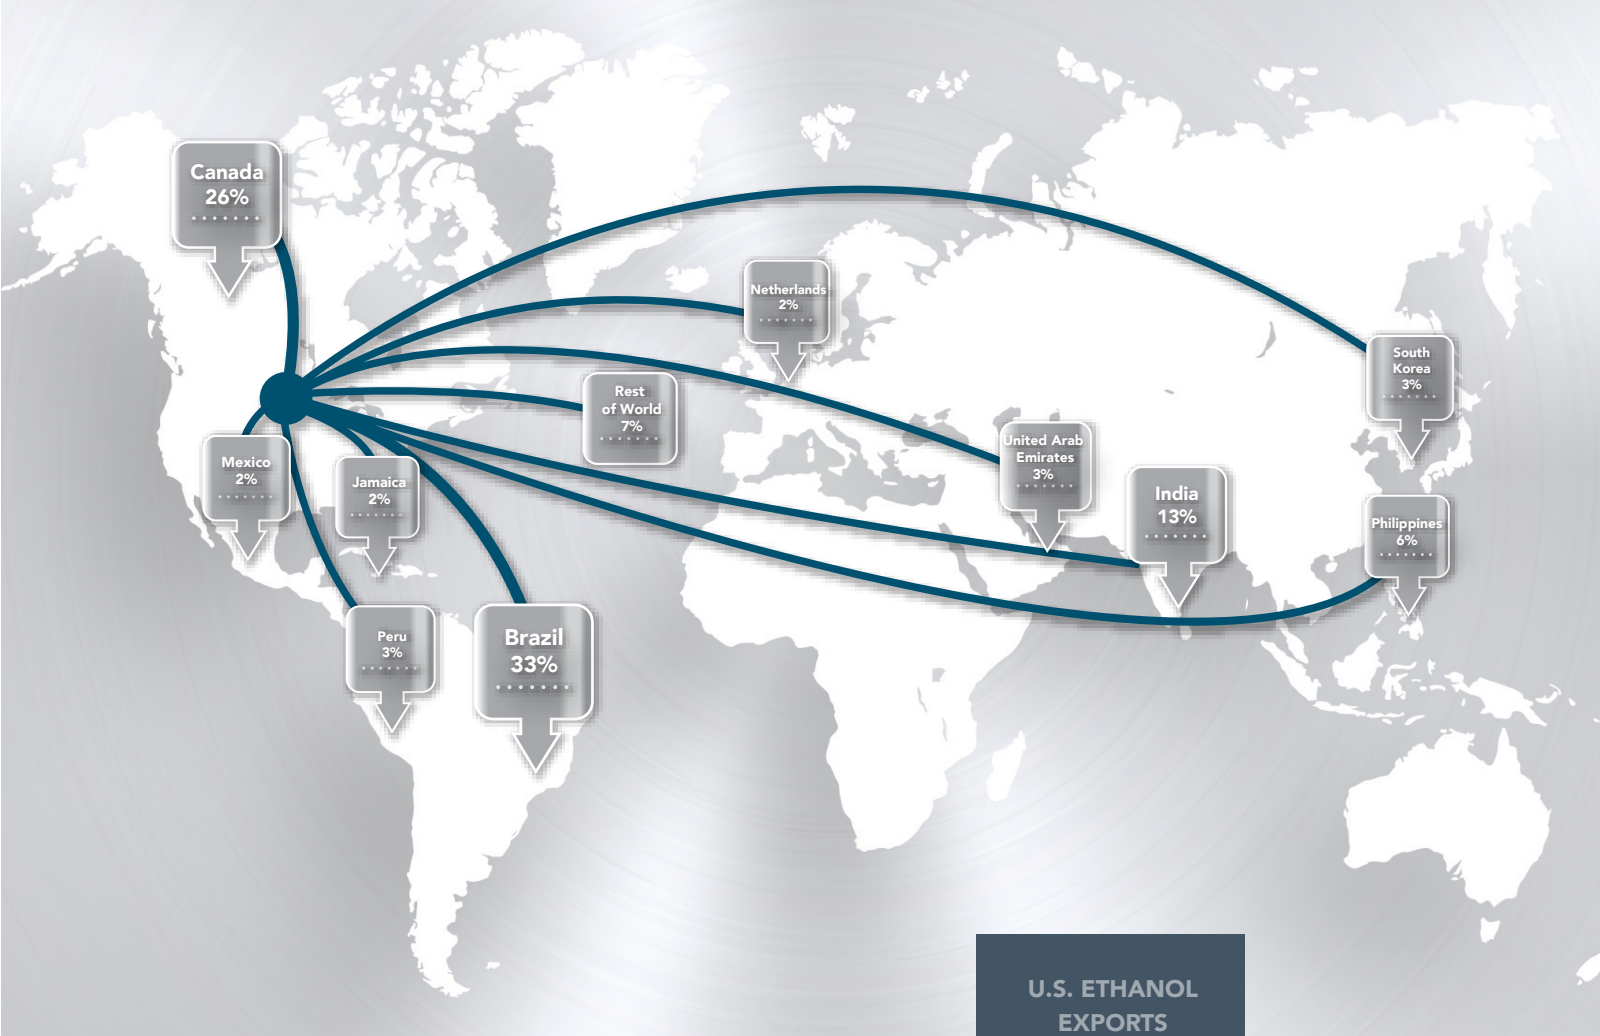 Canada
26%
Netherlands
2%
South
Korea
3%
Rest
of World
7%
United Arab
Emirates
3%
Mexico
2%
Jamaica
2%
India
13%
Philippines
6%
Peru
3%
Brazil
33%
U.S. ETHANOL
EXPORTS